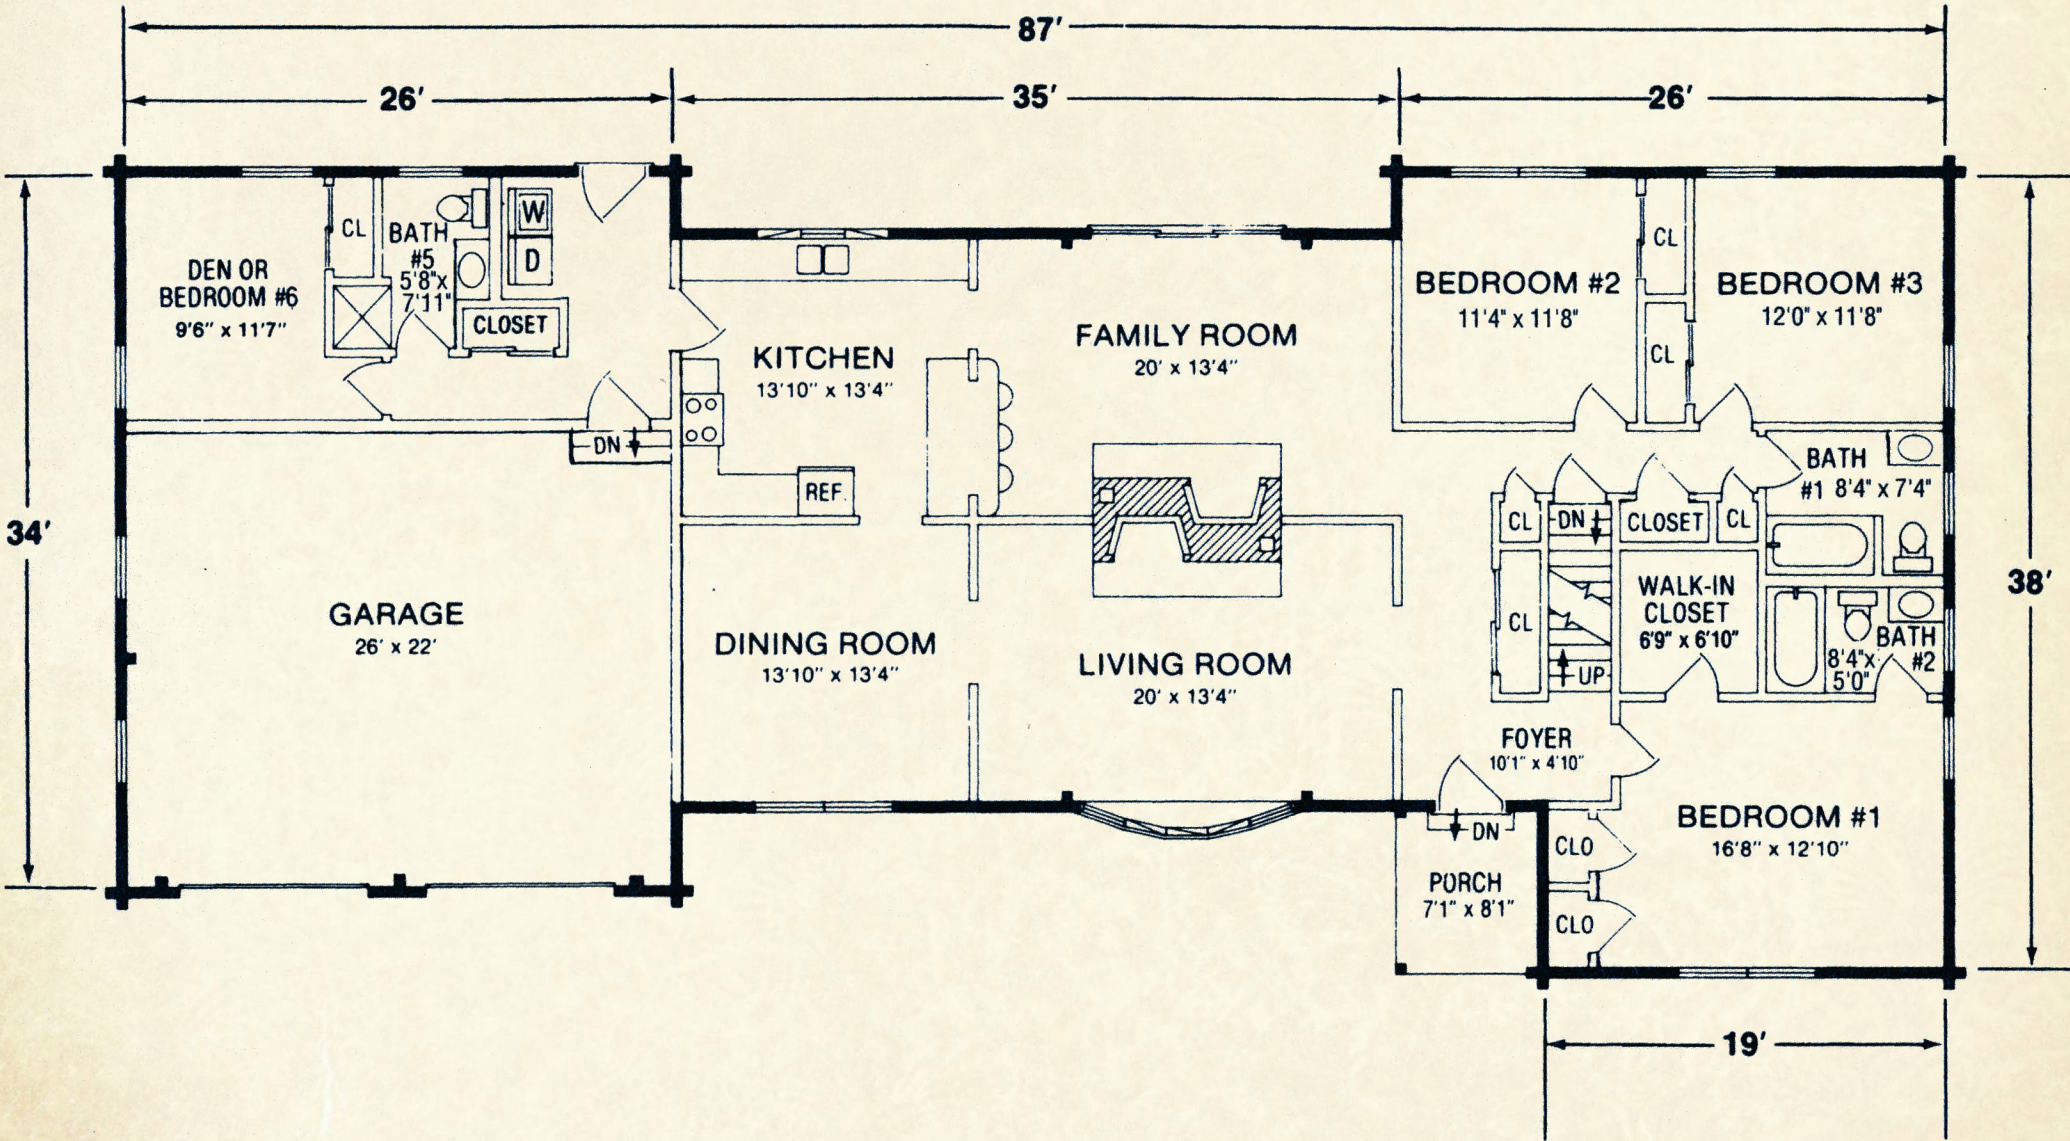 87'
26'
35'
26'
34'
38'
19'
DEN OR
BEDROOM #6
9'6" x 11'7"
CL
BATH
#5
5'8"x
7'11"
W
D
CLOSET
DN
GARAGE
26' x 22'
KITCHEN
13'10" x 13'4"
REF.
FAMILY ROOM
20' x 13'4"
DINING ROOM
13'10" x 13'4"
LIVING ROOM
20' x 13'4"
BEDROOM #2
11'4" x 11'8"
CL
CL
BEDROOM #3
12'0" x 11'8"
BATH
#1 8'4" x 7'4"
CL
DN
CLOSET
CL
CL
UP
WALK-IN
CLOSET
6'9" x 6'10"
BATH
#2
8'4"x
5'0"
FOYER
10'1" x 4'10"
DN
PORCH
7'1" x 8'1"
CLO
CLO
BEDROOM #1
16'8" x 12'10"